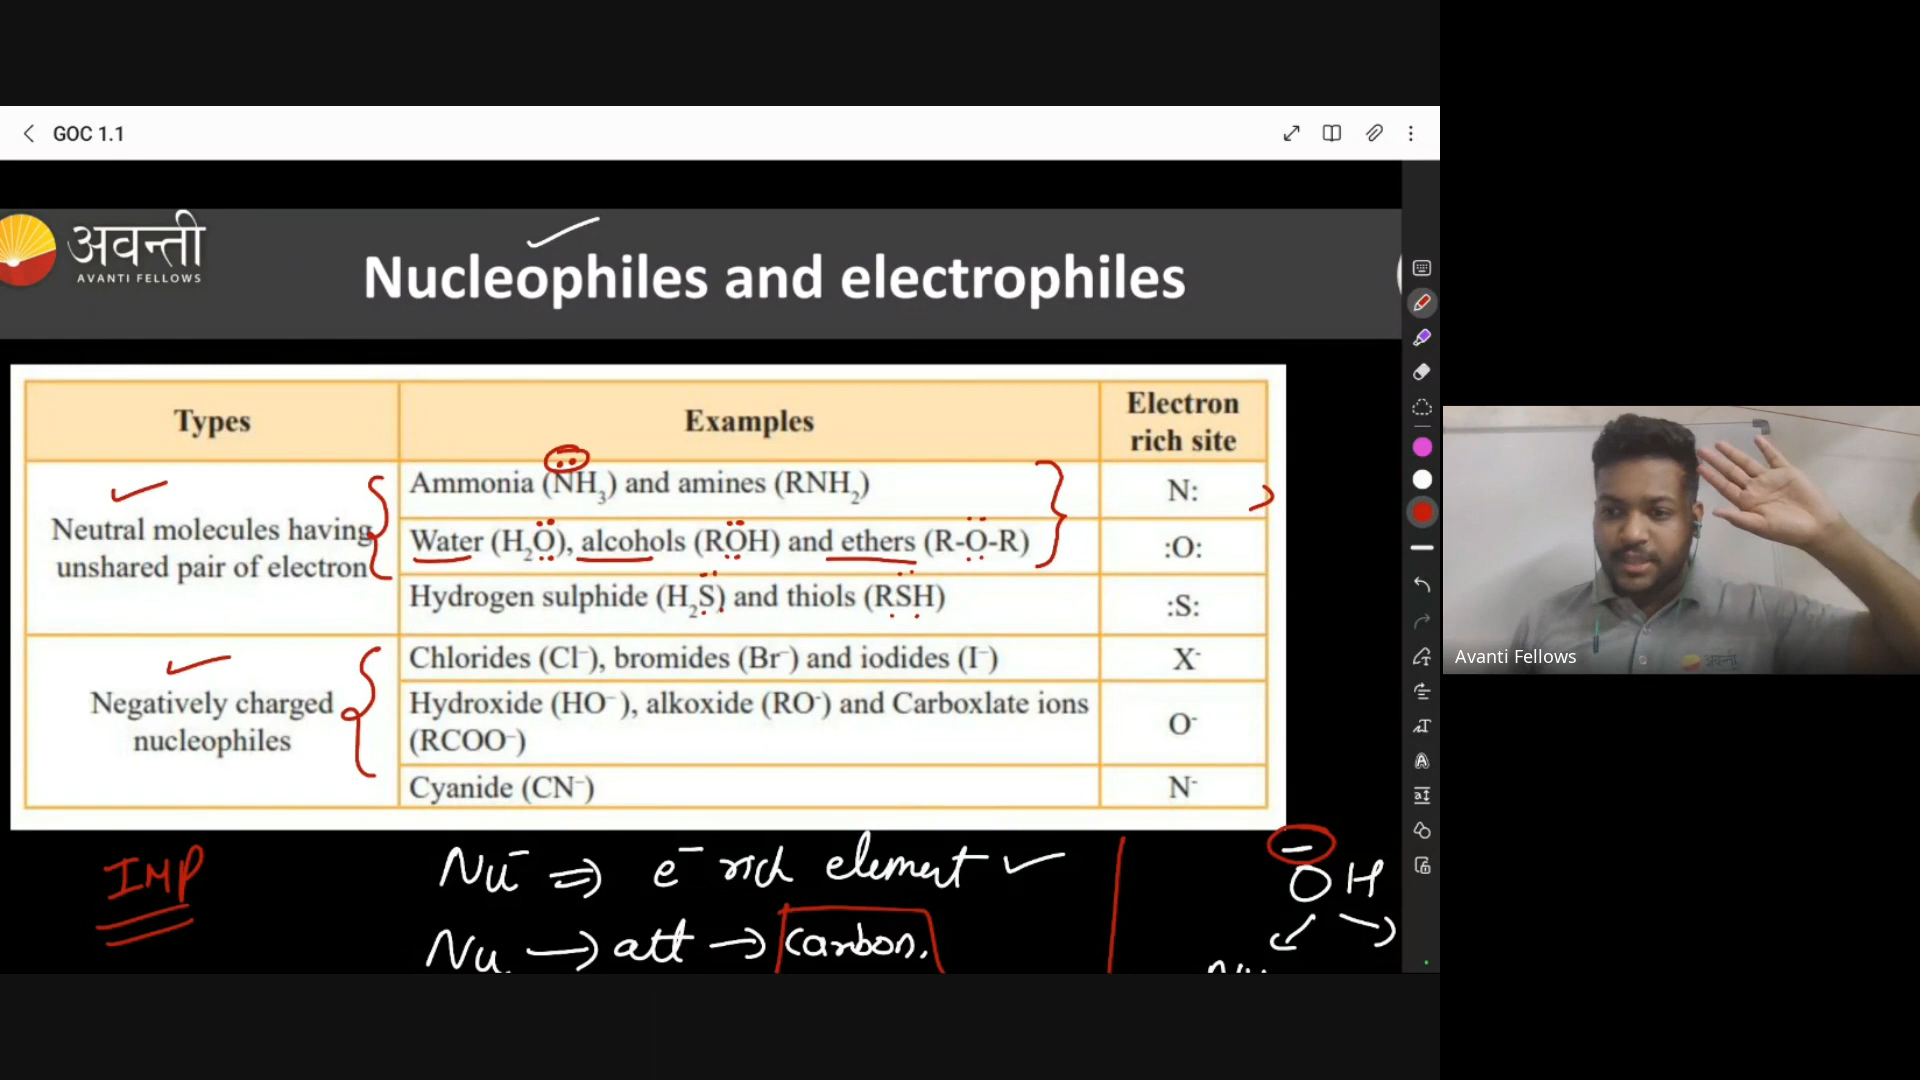 GOC 1.1
अवन्ती
AVANTI FELLOWS
Nucleophiles and electrophiles
Types Examples Electron rich site
Neutral molecules having unshared pair of electron
Ammonia (NH₃) and amines (RNH₂) N:
Water (H₂O), alcohols (ROH) and ethers (R-O-R) :O:
Hydrogen sulphide (H₂S) and thiols (RSH) :S:
Negatively charged nucleophiles
Chlorides (Cl⁻), bromides (Br⁻) and iodides (I⁻) X⁻
Hydroxide (HO⁻), alkoxide (RO⁻) and Carboxlate ions
(RCOO⁻) O⁻
Cyanide (CN⁻) N⁻
IMP
Nu⁻ ⇒ e⁻ rich element ✓
Nu → att → Carbon.
⁻OH
Avanti Fellows